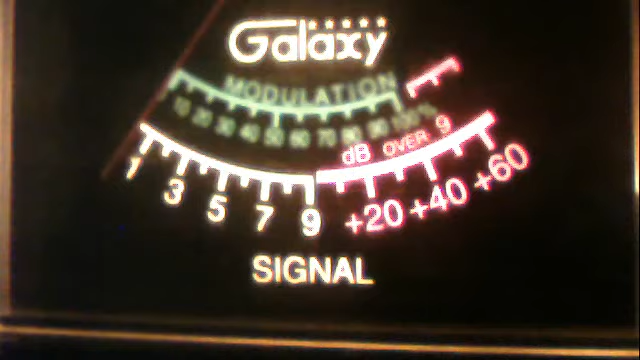 Galaxy
MODULATION
10 20 30 40 50 60 70 80 90 100%
dB OVER 9
1 3 5 7 9 +20 +40 +60
SIGNAL